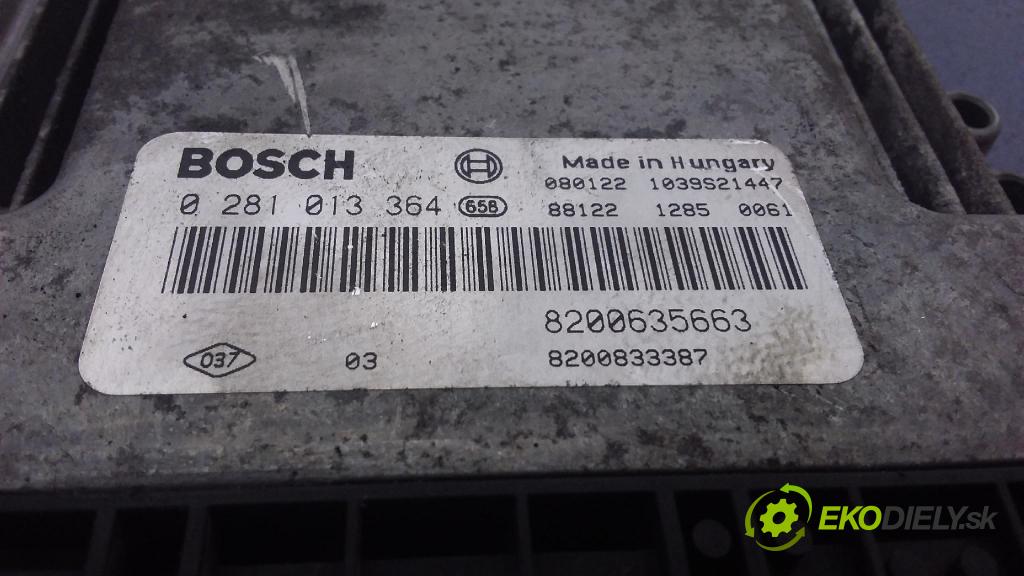 BOSCH
Made in Hungary
080122 1039S21447
0 281 013 364 658
88122 1285 0061
8200635663
037 03 8200833387
EKODIELY.sk